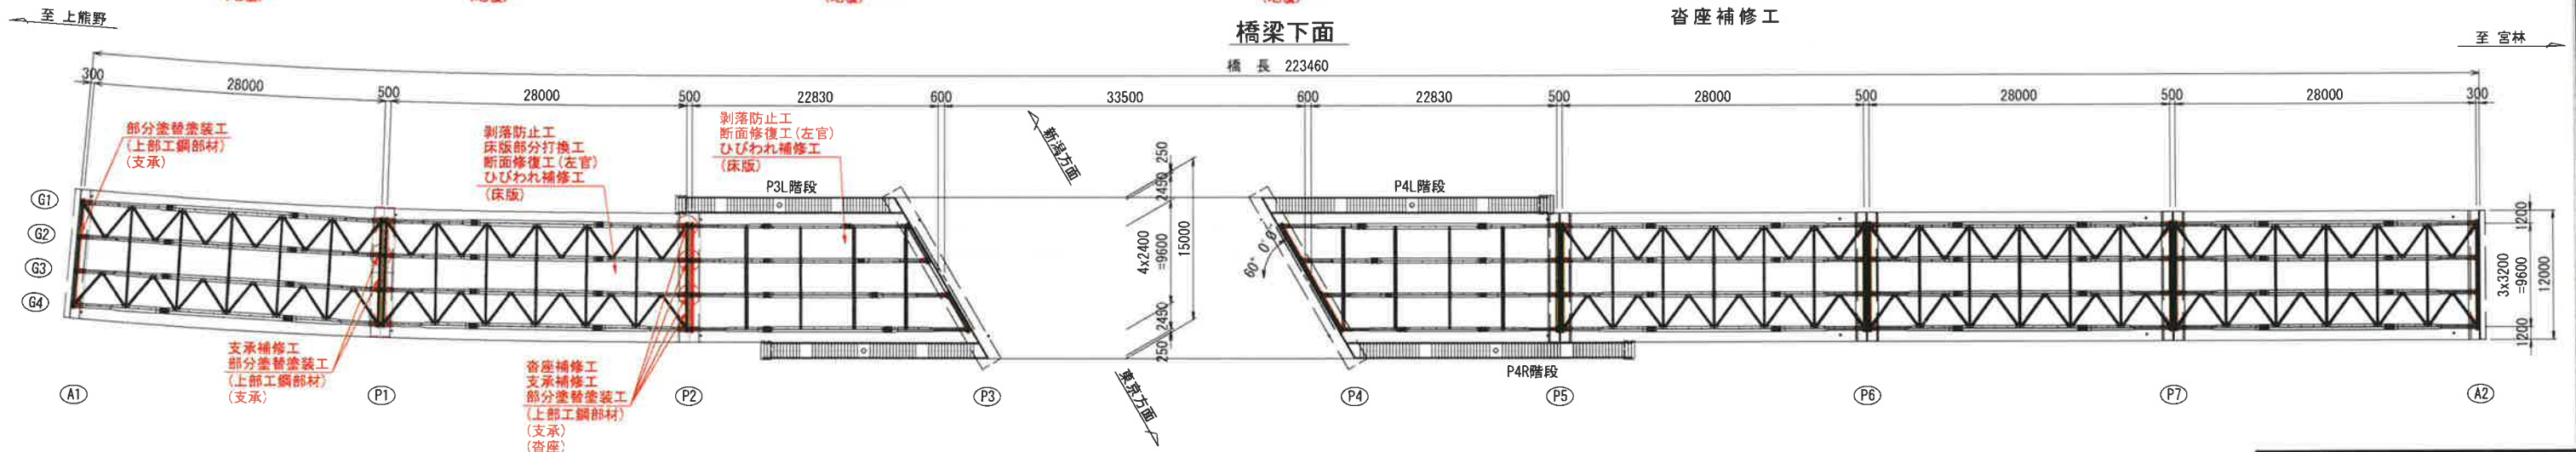 至 上熊野
沓座補修工
橋梁下面
至 宮林
橋 長 223460
300
28000
500
28000
500
22830
600
33500
600
22830
500
28000
500
28000
500
28000
300
部分塗替塗装工
(上部工鋼部材)
(支承)
剥落防止工
床版部分打換工
断面修復工(左官)
ひびわれ補修工
(床版)
剥落防止工
断面修復工(左官)
ひびわれ補修工
(床版)
新潟方面
P3L階段
P4L階段
G1
G2
G3
G4
250
2450
4x2400
=9600
15000
2450
250
60° 0' 0"
1200
3x3200
=9600
12000
1200
支承補修工
部分塗替塗装工
(上部工鋼部材)
(支承)
沓座補修工
支承補修工
部分塗替塗装工
(上部工鋼部材)
(支承)
(沓座)
東京方面
P4R階段
A1
P1
P2
P3
P4
P5
P6
P7
A2